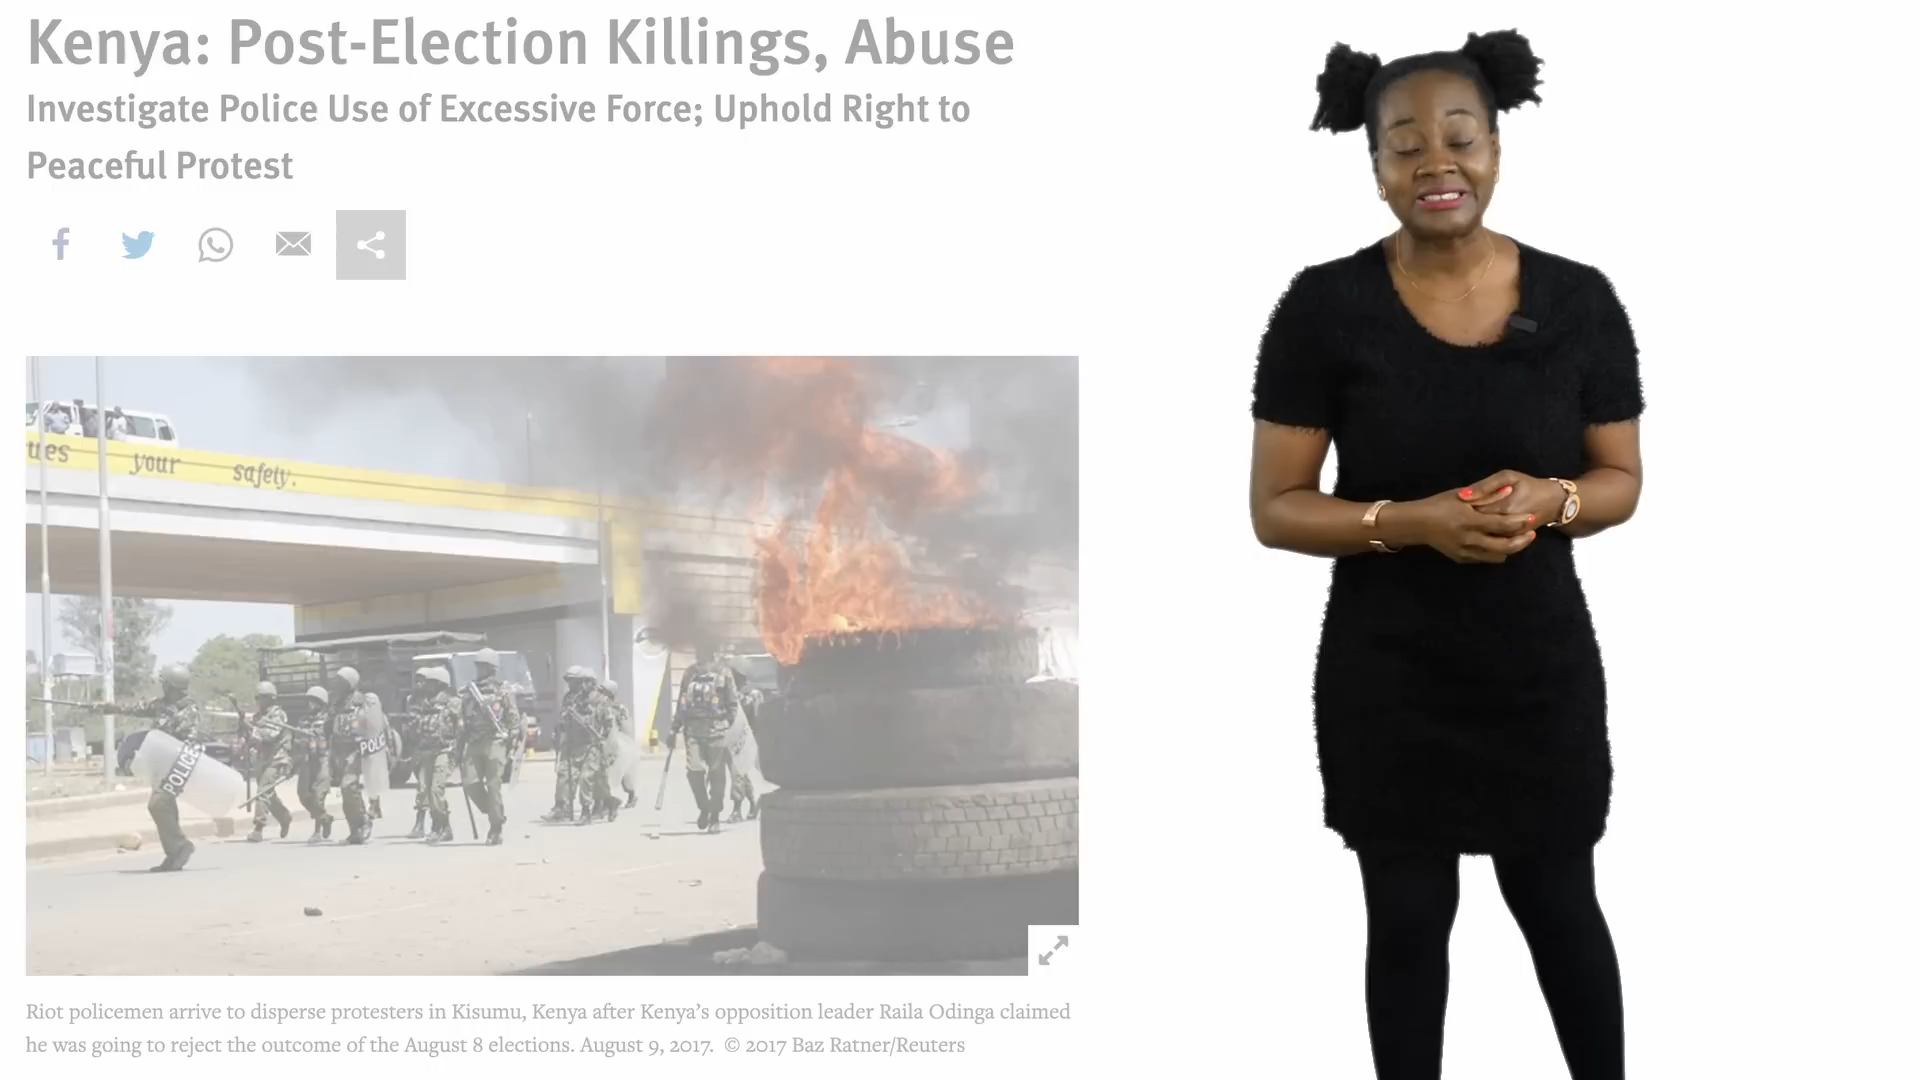 Kenya: Post-Election Killings, Abuse
Investigate Police Use of Excessive Force; Uphold Right to
Peaceful Protest
ues your safety.
POLICE
POLIC
Riot policemen arrive to disperse protesters in Kisumu, Kenya after Kenya's opposition leader Raila Odinga claimed
he was going to reject the outcome of the August 8 elections. August 9, 2017. © 2017 Baz Ratner/Reuters